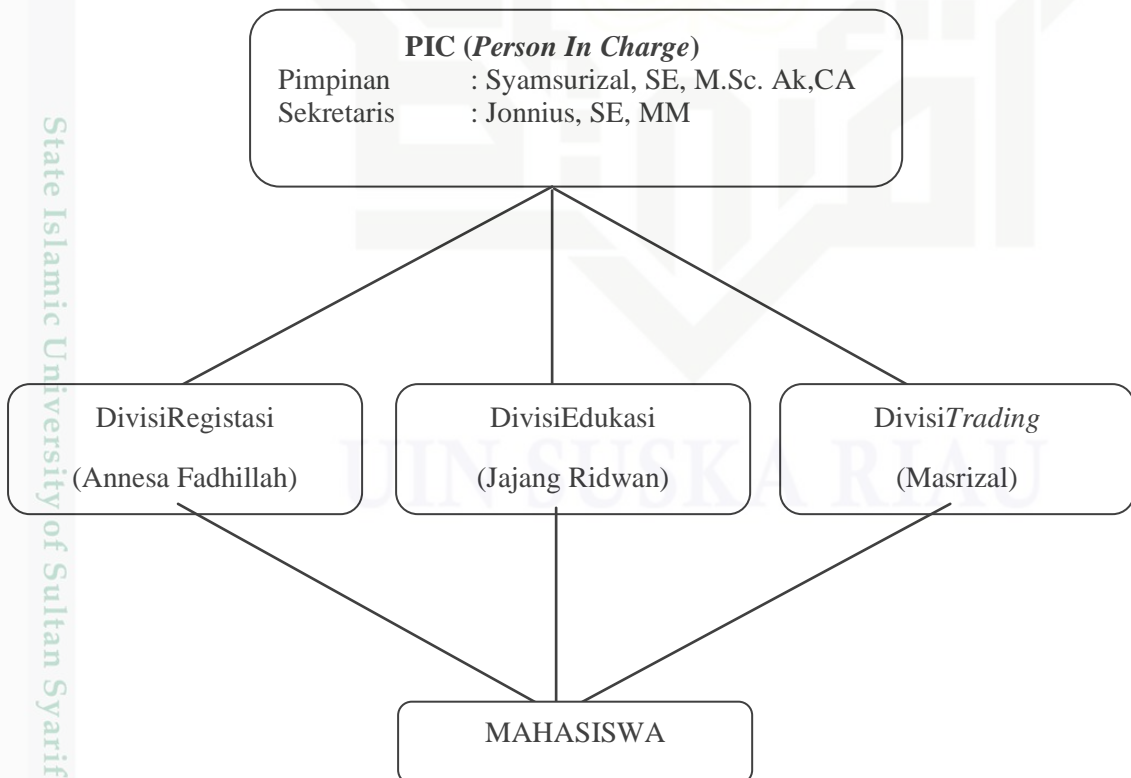 PIC (Person In Charge)
Pimpinan : Syamsurizal, SE, M.Sc. Ak,CA
Sekretaris : Jonnius, SE, MM
DivisiRegistasi
(Annesa Fadhillah)
DivisiEdukasi
(Jajang Ridwan)
DivisiTrading
(Masrizal)
MAHASISWA
UIN SUSKA RIAU
State Islamic University of Sultan Syarif